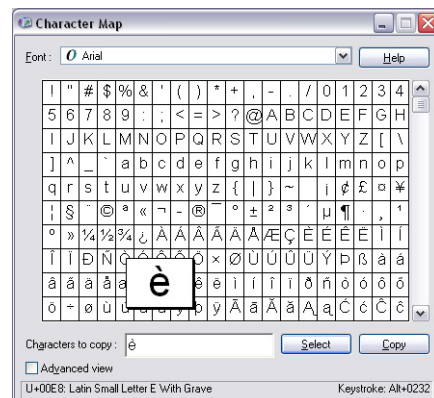 Character Map
Font : O Arial Help
! " # $ % & ' ( ) * + , - . / 0 1 2 3 4
5 6 7 8 9 : ; < = > ? @ A B C D E F G H
I J K L M N O P Q R S T U V W X Y Z [ \
] ^ _ ` a b c d e f g h i j k l m n o p
q r s t u v w x y z { | } ~ ¡ ¢ £ ¤ ¥
¦ § ¨ © ª « ¬ - ® ¯ ° ± ² ³ ´ µ ¶ · ¸ ¹
º » ¼ ½ ¾ ¿ À Á Â Ã Ä Å Æ Ç È É Ê Ë Ì Í
Î Ï Ð Ñ Ò Ó Ô Õ Ö × Ø Ù Ú Û Ü Ý Þ ß à á
â ã ä å è ê ë ì í î ï ð ñ ò ó ô õ
ö ÷ ø ù ú þ ÿ Ā ā Ă ă Ą ą Ć ć Ĉ ĉ
Characters to copy : è Select Copy
Advanced view
U+00E8: Latin Small Letter E With Grave Keystroke: Alt+0232